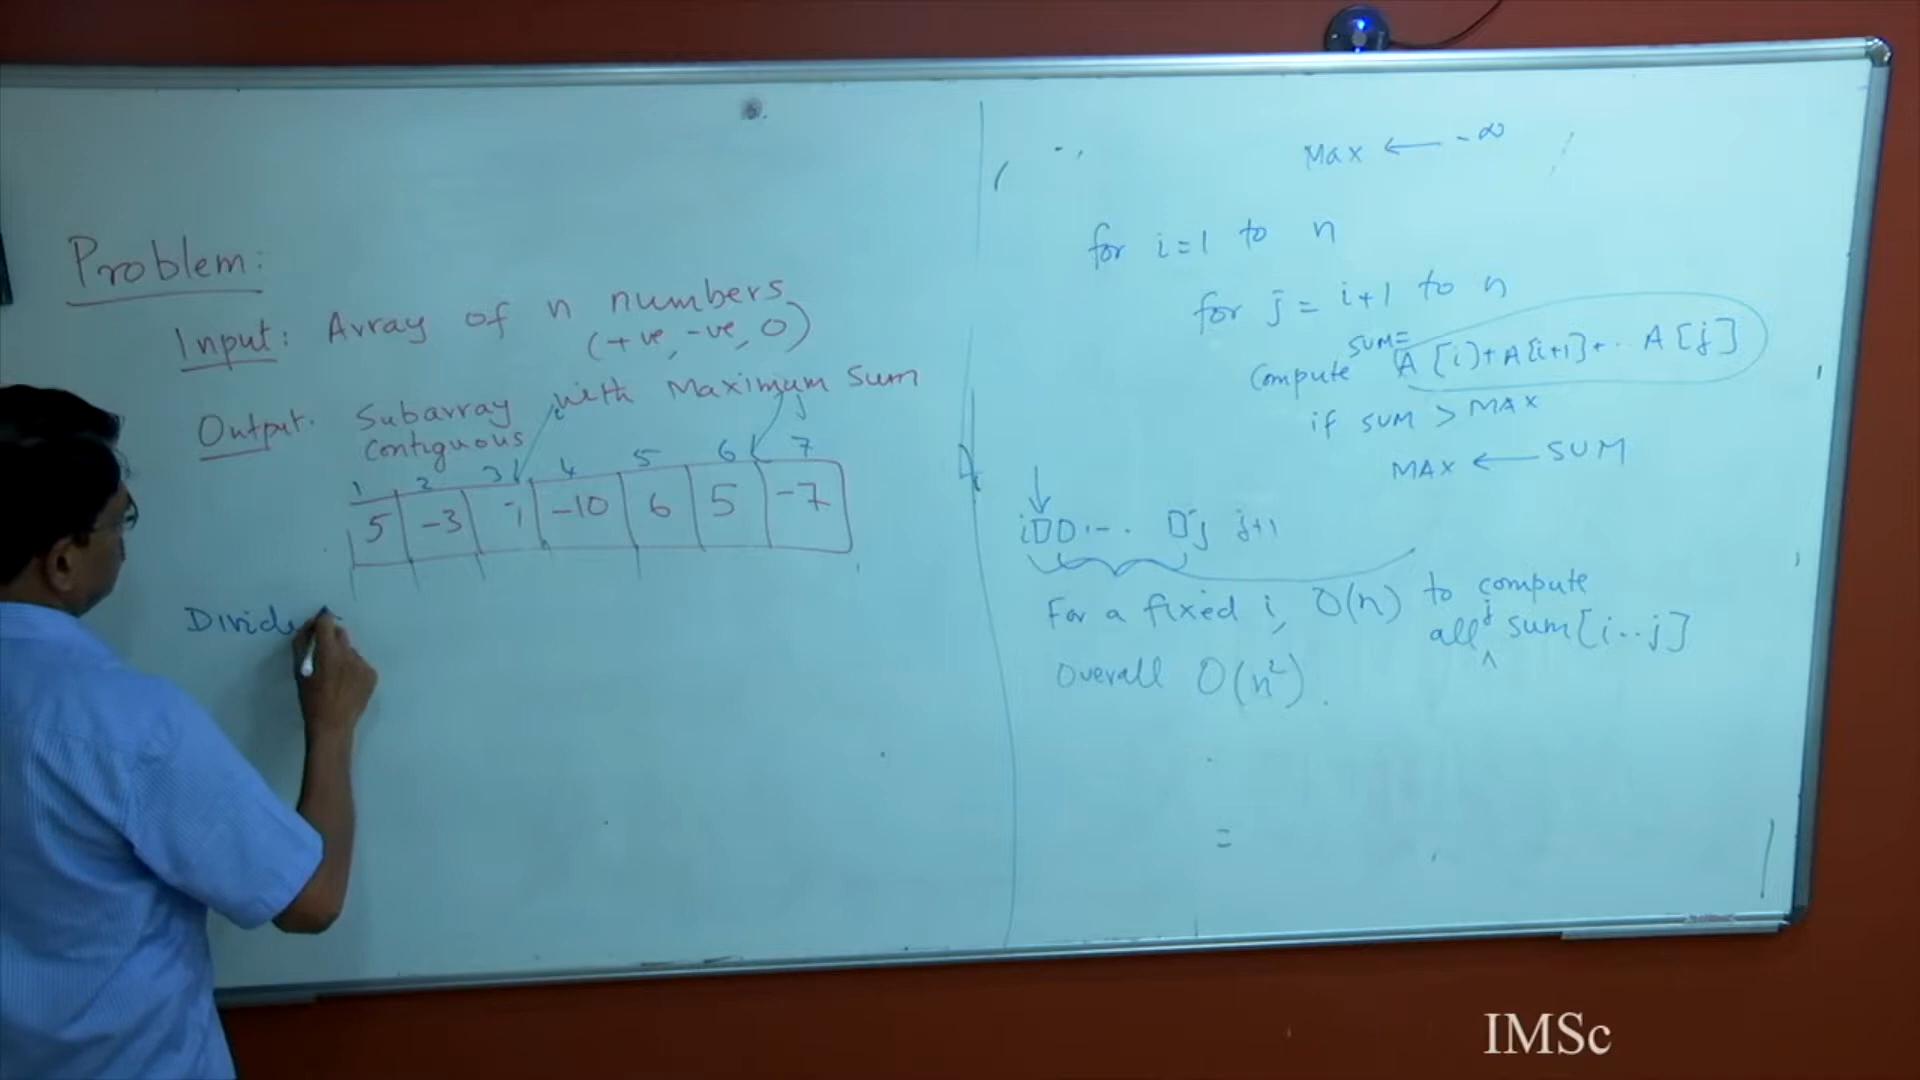 Problem:
Input: Array of n numbers
(+ve, -ve, 0)
Output. Subarray with Maximum Sum
Contiguous
i j
1 2 3 4 5 6 7
5 -3 -10 6 5 -7
Divide
Max ← -∞
for i=1 to n
for j = i+1 to n
SUM=
Compute A[i]+A[i+1]+.. A[j]
if SUM > MAX
MAX ← SUM
i j j+1
For a fixed i, O(n) to compute
all j sum[i..j]
Overall O(n²).
=
IMSc